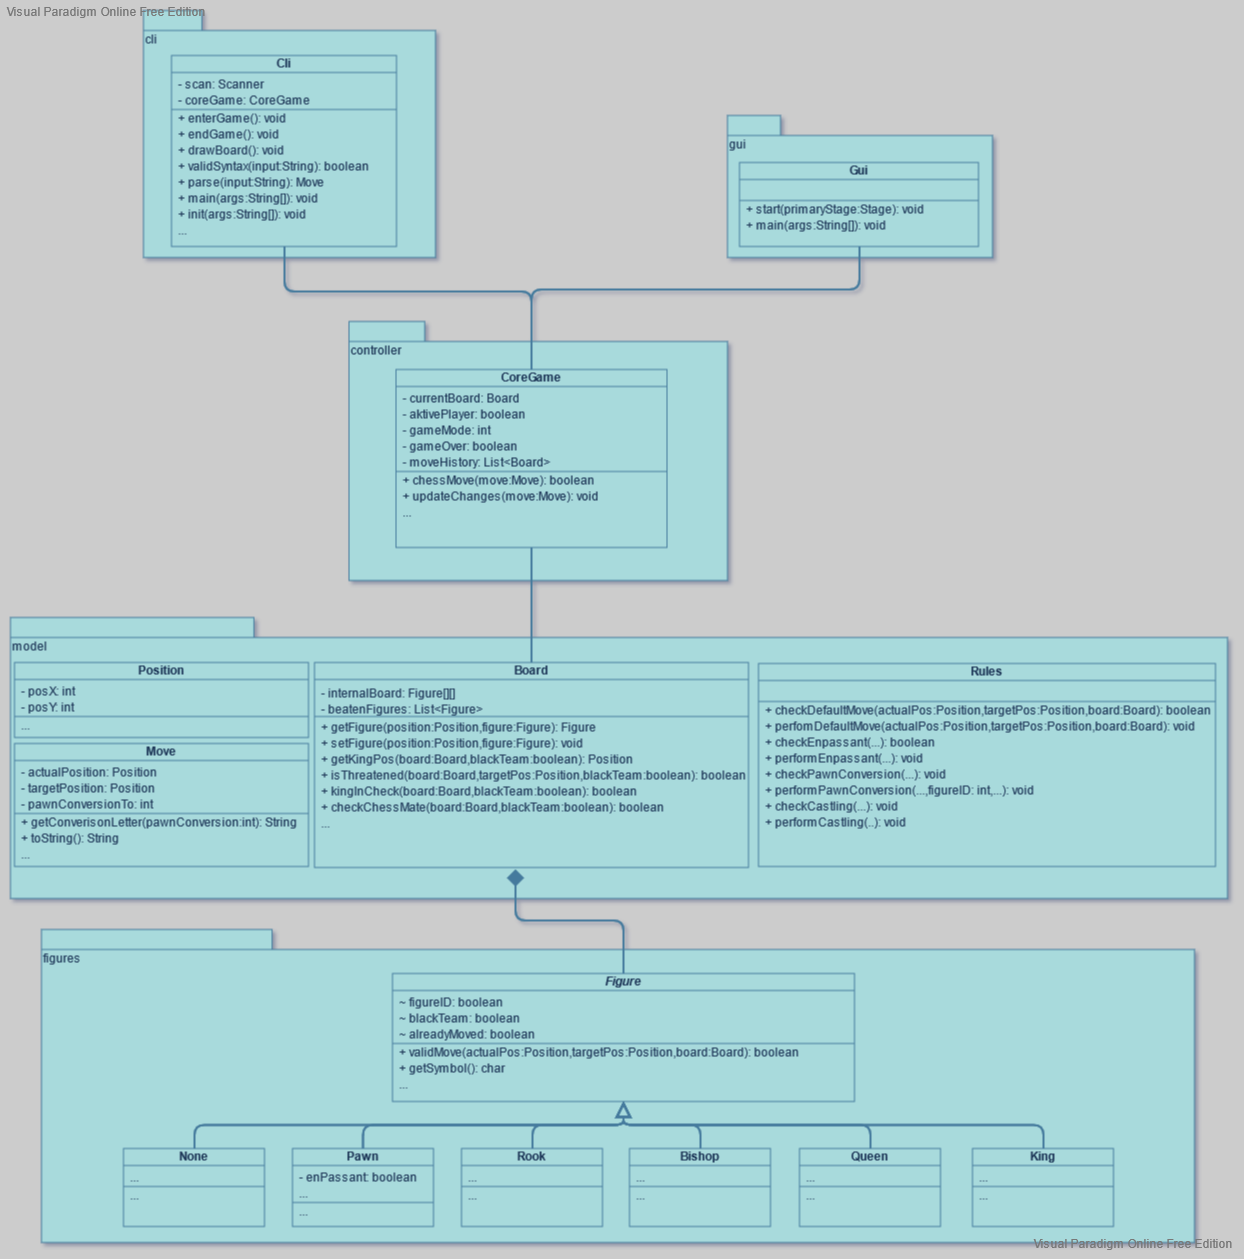 Visual Paradigm Online Free Edition
cli
Cli
- scan: Scanner
- coreGame: CoreGame
+ enterGame(): void
+ endGame(): void
+ drawBoard(): void
+ validSyntax(input:String): boolean
+ parse(input:String): Move
+ main(args:String[]): void
+ init(args:String[]): void
...
gui
Gui
+ start(primaryStage:Stage): void
+ main(args:String[]): void
controller
CoreGame
- currentBoard: Board
- aktivePlayer: boolean
- gameMode: int
- gameOver: boolean
- moveHistory: List<Board>
+ chessMove(move:Move): boolean
+ updateChanges(move:Move): void
...
model
Position
- posX: int
- posY: int
...
Move
- actualPosition: Position
- targetPosition: Position
- pawnConversionTo: int
+ getConverisonLetter(pawnConversion:int): String
+ toString(): String
...
Board
- internalBoard: Figure[][]
- beatenFigures: List<Figure>
+ getFigure(position:Position,figure:Figure): Figure
+ setFigure(position:Position,figure:Figure): void
+ getKingPos(board:Board,blackTeam:boolean): Position
+ isThreatened(board:Board,targetPos:Position,blackTeam:boolean): boolean
+ kingInCheck(board:Board,blackTeam:boolean): boolean
+ checkChessMate(board:Board,blackTeam:boolean): boolean
...
Rules
+ checkDefaultMove(actualPos:Position,targetPos:Position,board:Board): boolean
+ perfomDefaultMove(actualPos:Position,targetPos:Position,board:Board): void
+ checkEnpassant(...): boolean
+ performEnpassant(...): void
+ checkPawnConversion(...): void
+ performPawnConversion(...,figureID: int,...): void
+ checkCastling(...): void
+ performCastling(..): void
figures
Figure
~ figureID: boolean
~ blackTeam: boolean
~ alreadyMoved: boolean
+ validMove(actualPos:Position,targetPos:Position,board:Board): boolean
+ getSymbol(): char
...
None
...
...
Pawn
- enPassant: boolean
...
...
Rook
...
...
Bishop
...
...
Queen
...
...
King
...
...
Visual Paradigm Online Free Edition